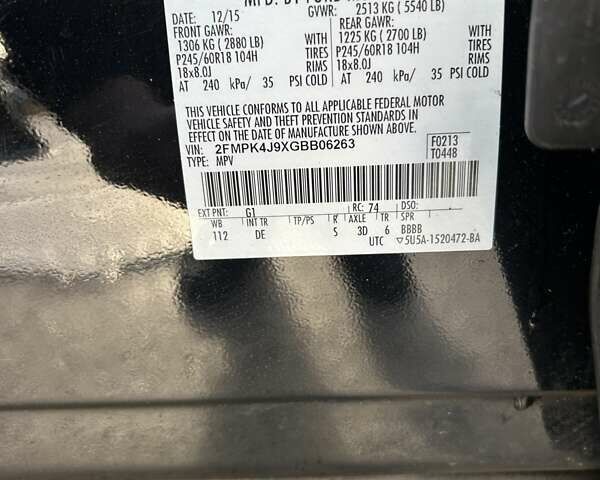 MFD. BY FORD
DATE: 12/15 GVWR: 2513 KG ( 5540 LB)
FRONT GAWR: REAR GAWR:
1306 KG ( 2880 LB) 1225 KG ( 2700 LB)
P245/60R18 104H TIRES P245/60R18 104H TIRES
18x8.0J RIMS 18x8.0J RIMS
AT 240 kPa/ 35 PSI COLD AT 240 kPa/ 35 PSI COLD
THIS VEHICLE CONFORMS TO ALL APPLICABLE FEDERAL MOTOR
VEHICLE SAFETY AND THEFT PREVENTION STANDARDS IN
EFFECT ON THE DATE OF MANUFACTURE SHOWN ABOVE.
VIN: 2FMPK4J9XGBB06263 F0213
TYPE: MPV T0448
EXT PNT: G1 RC: 74 DSO:
WB INT TR TP/PS R AXLE TR SPR
112 DE S 3D 6 BBBB
UTC ▽5U5A-1520472-BA